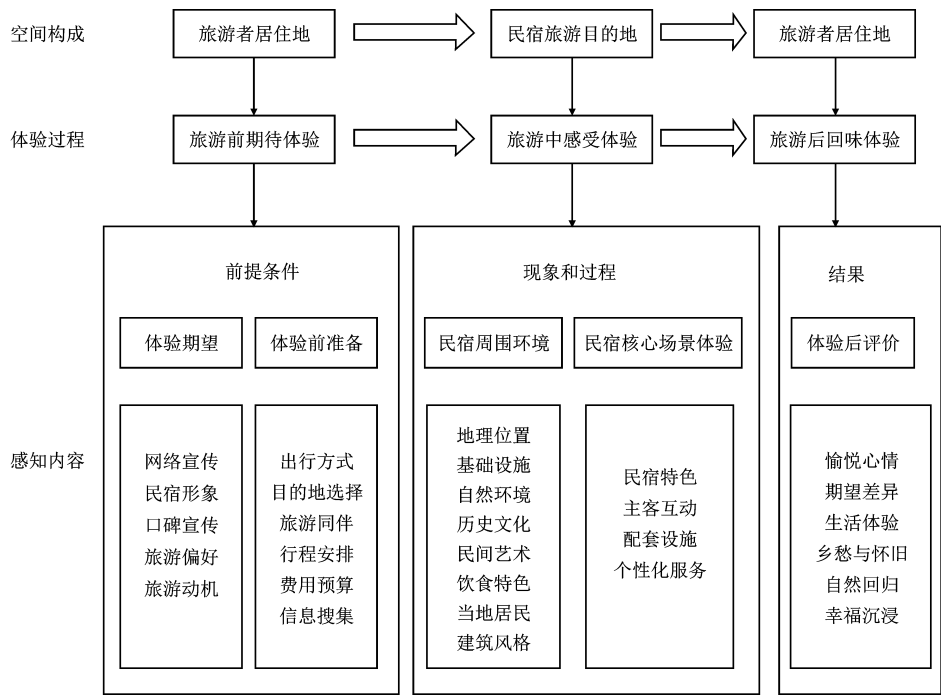 空间构成
旅游者居住地
民宿旅游目的地
旅游者居住地
体验过程
旅游前期待体验
旅游中感受体验
旅游后回味体验
感知内容
前提条件
体验期望
体验前准备
网络宣传
民宿形象
口碑宣传
旅游偏好
旅游动机
出行方式
目的地选择
旅游同伴
行程安排
费用预算
信息搜集
现象和过程
民宿周围环境
民宿核心场景体验
地理位置
基础设施
自然环境
历史文化
民间艺术
饮食特色
当地居民
建筑风格
民宿特色
主客互动
配套设施
个性化服务
结果
体验后评价
愉悦心情
期望差异
生活体验
乡愁与怀旧
自然回归
幸福沉浸